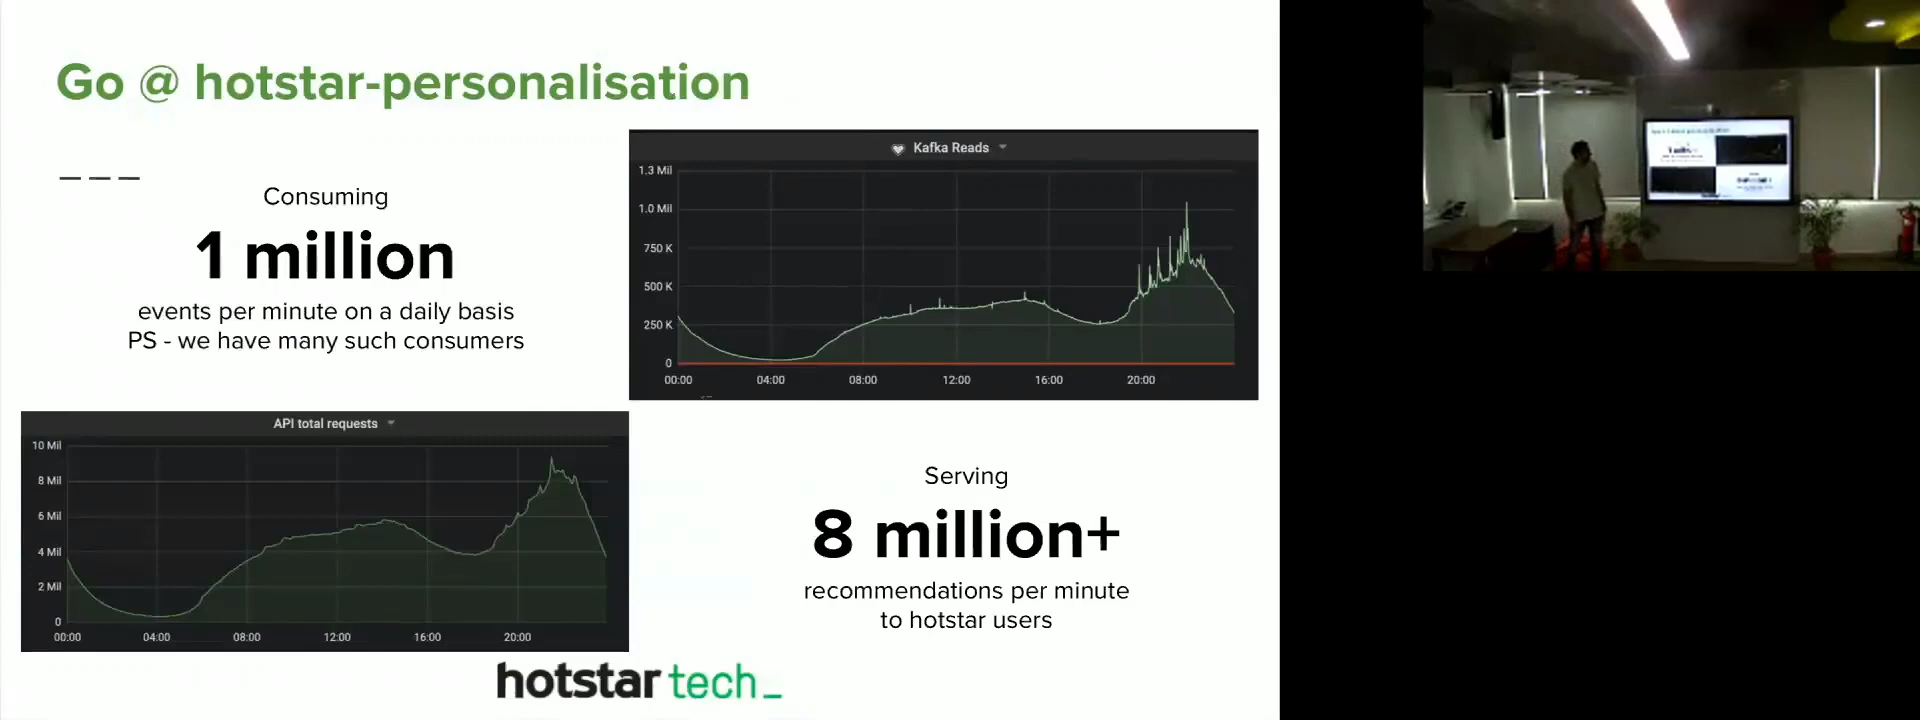 Go @ hotstar-personalisation
Consuming
1 million
events per minute on a daily basis
PS - we have many such consumers
Kafka Reads
1.3 Mil
1.0 Mil
750 K
500 K
250 K
0
00:00 04:00 08:00 12:00 16:00 20:00
API total requests
10 Mil
8 Mil
6 Mil
4 Mil
2 Mil
0
00:00 04:00 08:00 12:00 16:00 20:00
Serving
8 million+
recommendations per minute
to hotstar users
hotstar tech_